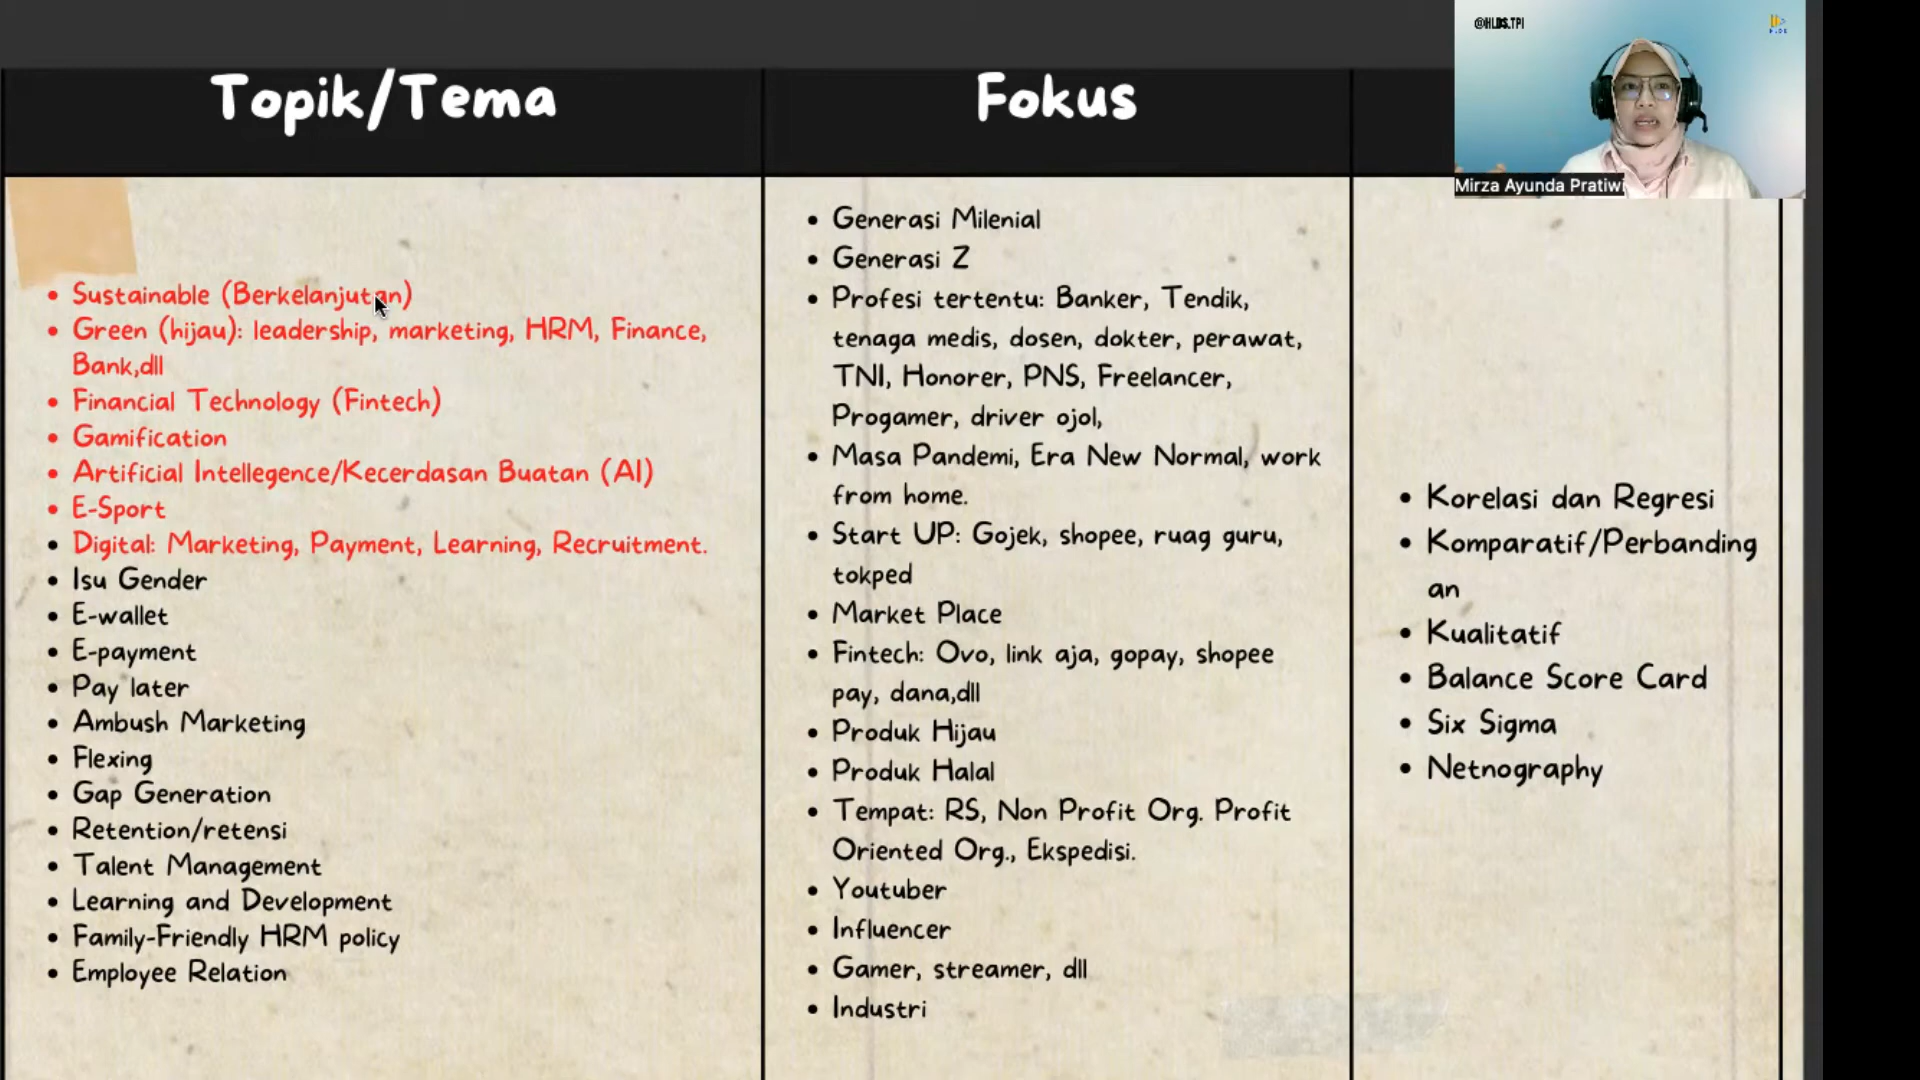 @HLDS.TPI
HLDS
Mirza Ayunda Pratiwi
Topik/Tema
Sustainable (Berkelanjutan)
Green (hijau): leadership, marketing, HRM, Finance,
Bank,dll
Financial Technology (Fintech)
Gamification
Artificial Intellegence/Kecerdasan Buatan (AI)
E-Sport
Digital: Marketing, Payment, Learning, Recruitment.
Isu Gender
E-wallet
E-payment
Pay later
Ambush Marketing
Flexing
Gap Generation
Retention/retensi
Talent Management
Learning and Development
Family-Friendly HRM policy
Employee Relation
Fokus
Generasi Milenial
Generasi Z
Profesi tertentu: Banker, Tendik,
tenaga medis, dosen, dokter, perawat,
TNI, Honorer, PNS, Freelancer,
Progamer, driver ojol,
Masa Pandemi, Era New Normal, work
from home.
Start UP: Gojek, shopee, ruag guru,
tokped
Market Place
Fintech: Ovo, link aja, gopay, shopee
pay, dana,dll
Produk Hijau
Produk Halal
Tempat: RS, Non Profit Org. Profit
Oriented Org., Ekspedisi.
Youtuber
Influencer
Gamer, streamer, dll
Industri
Korelasi dan Regresi
Komparatif/Perbanding
an
Kualitatif
Balance Score Card
Six Sigma
Netnography